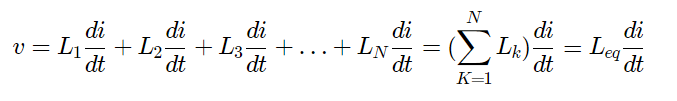 v = L_1 \frac{di}{dt} + L_2 \frac{di}{dt} + L_3 \frac{di}{dt} + \ldots + L_N \frac{di}{dt} = (\sum_{K=1}^{N} L_k) \frac{di}{dt} = L_{eq} \frac{di}{dt}